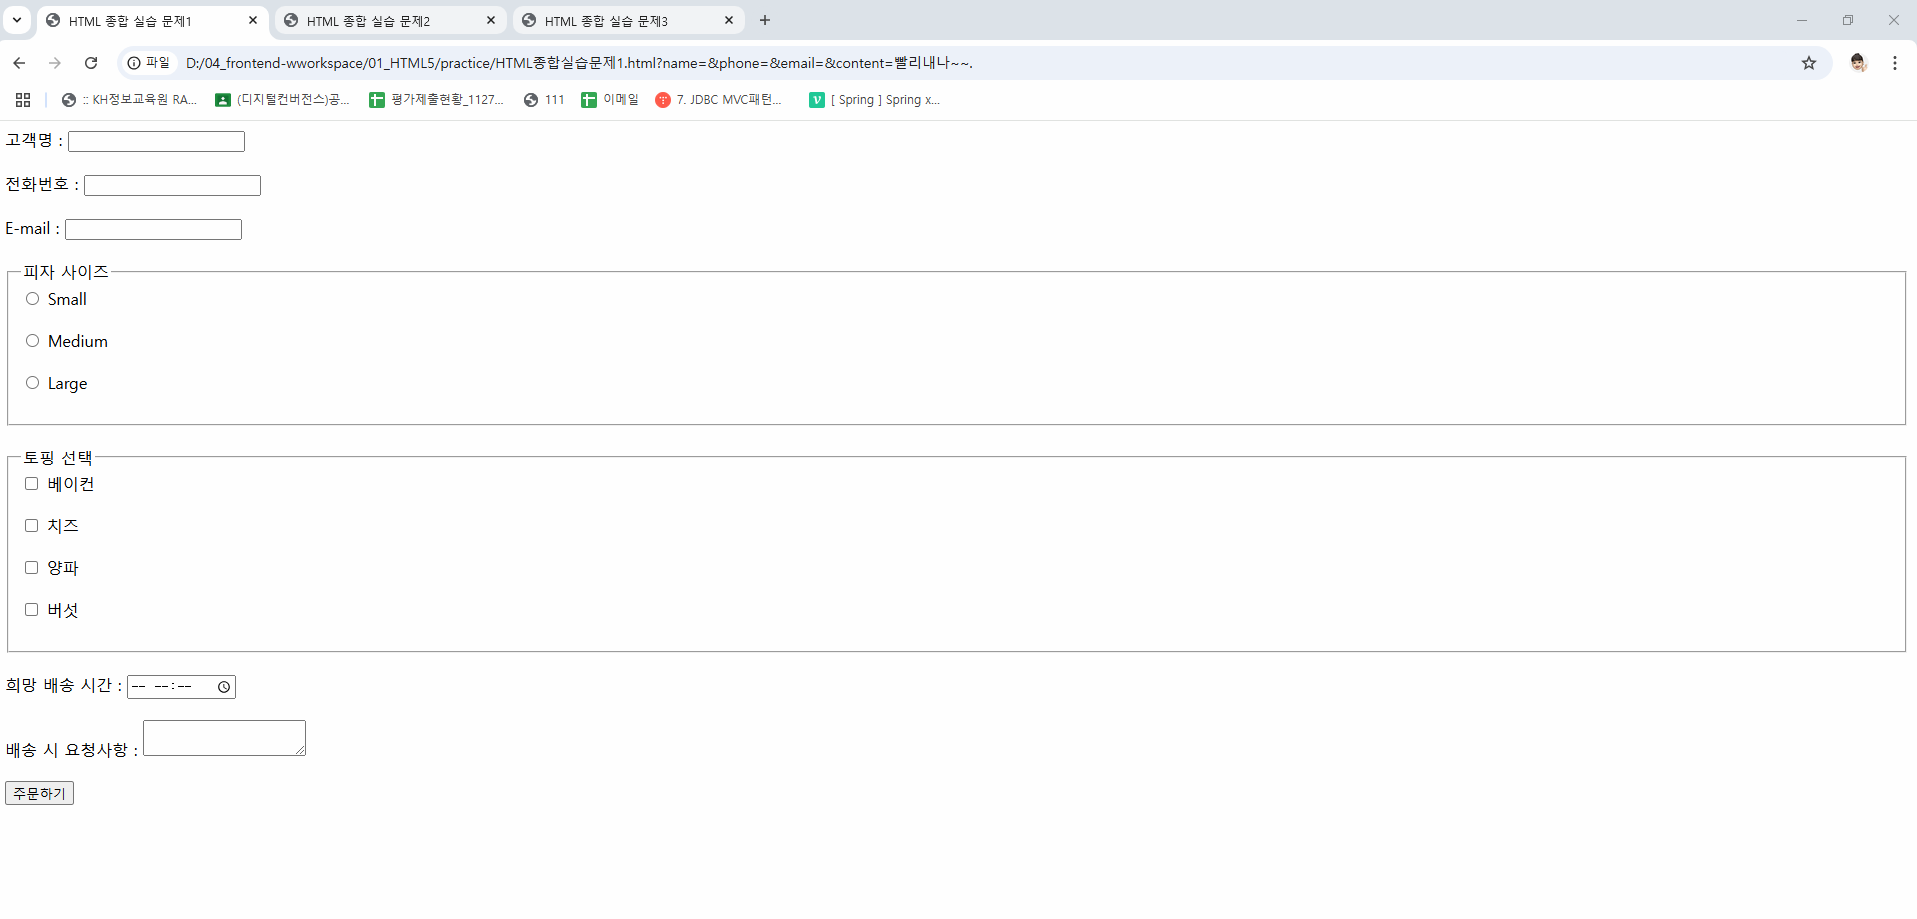 HTML 종합 실습 문제1
HTML 종합 실습 문제2
HTML 종합 실습 문제3
파일 D:/04_frontend-wworkspace/01_HTML5/practice/HTML종합실습문제1.html?name=&phone=&email=&content=빨리내나~~.
:: KH정보교육원 RA... (디지털컨버전스)공... 평가제출현황_1127... 111 이메일 7. JDBC MVC패턴... [ Spring ] Spring x...
고객명 :
전화번호 :
E-mail :
피자 사이즈
Small
Medium
Large
토핑 선택
베이컨
치즈
양파
버섯
희망 배송 시간 : -- --:--
배송 시 요청사항 :
주문하기